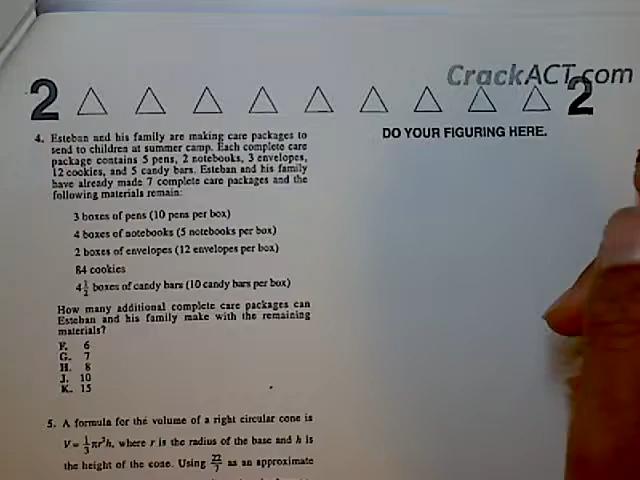 CrackACT.com
2 2
4. Esteban and his family are making care packages to
send to children at summer camp. Each complete care
package contains 5 pens, 2 notebooks, 3 envelopes,
12 cookies, and 5 candy bars. Esteban and his family
have already made 7 complete care packages and the
following materials remain:
DO YOUR FIGURING HERE.
3 boxes of pens (10 pens per box)
4 boxes of notebooks (5 notebooks per box)
2 boxes of envelopes (12 envelopes per box)
84 cookies
4 1/2 boxes of candy bars (10 candy bars per box)
How many additional complete care packages can
Esteban and his family make with the remaining
materials?
F. 6
G. 7
H. 8
J. 10
K. 15
5. A formula for the volume of a right circular cone is
V = 1/3 πr²h, where r is the radius of the base and h is
the height of the cone. Using 22/7 as an approximate